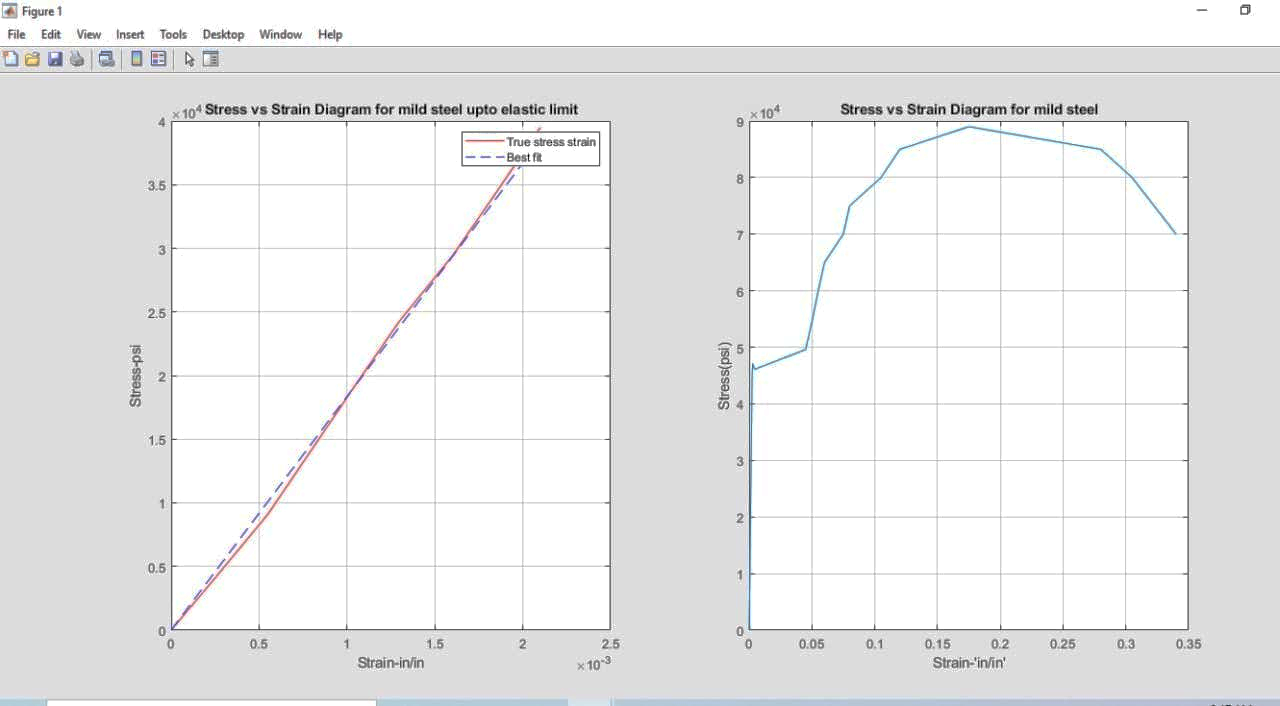 Figure 1
File Edit View Insert Tools Desktop Window Help
×10⁴ Stress vs Strain Diagram for mild steel upto elastic limit
4
3.5
3
2.5
2
1.5
1
0.5
0
Stress-psi
True stress strain
Best fit
0 0.5 1 1.5 2 2.5
Strain-in/in
×10⁻³
×10⁴
Stress vs Strain Diagram for mild steel
9
8
7
6
5
4
3
2
1
0
Stress(psi)
0 0.05 0.1 0.15 0.2 0.25 0.3 0.35
Strain-'in/in'